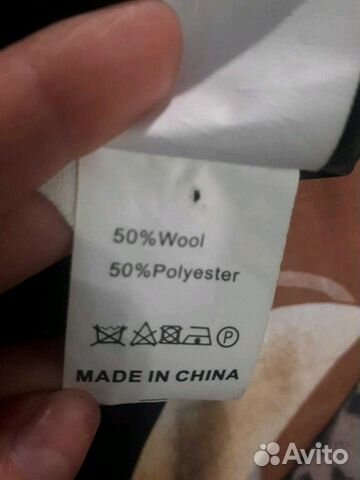 50%Wool
50%Polyester
P
MADE IN CHINA
Avito